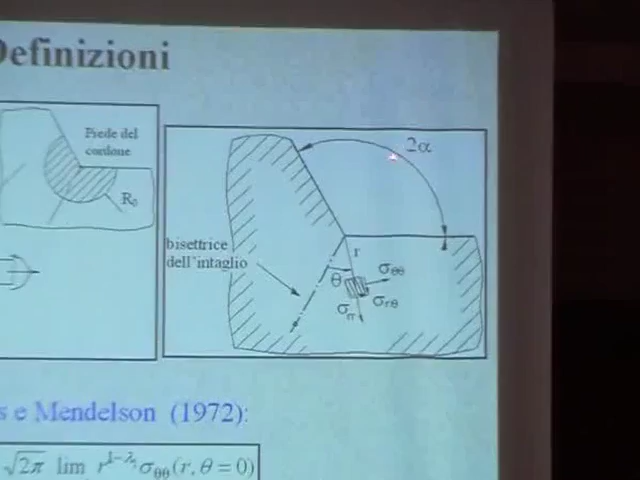 Definizioni
Piede del
cordone
R₀
2α
bisettrice
dell'intaglio
r
θ
σθθ
σrθ
σrr
e Mendelson (1972):
√2π lim r^1-λ₁ σθθ(r, θ = 0)